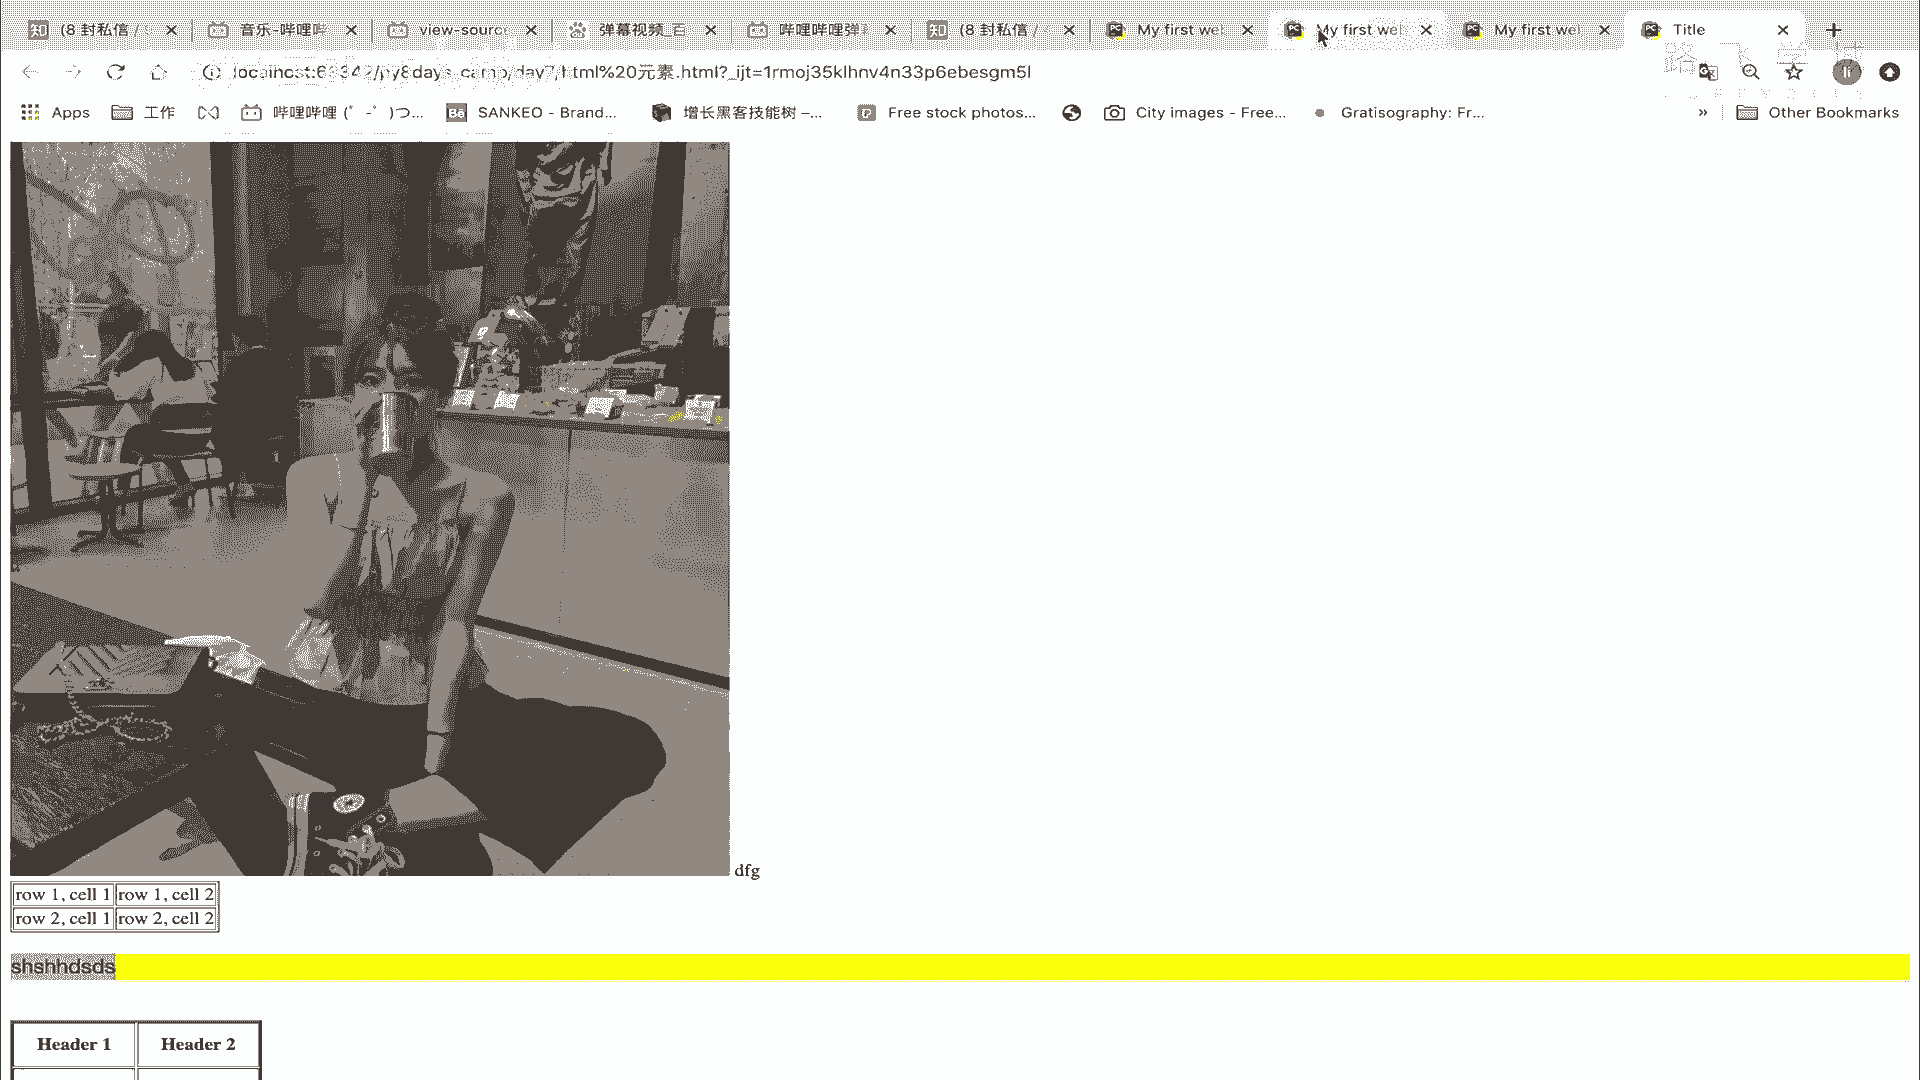 (8 封私信 /
音乐-哔哩哔
view-source
弹幕视频_百
哔哩哔哩弹幕
(8 封私信 /
My first wel
My first wel
My first wel
Title
localhost:63342/py8days_camp/day7/html%20元素.html?_ijt=1rmoj35klhnv4n33p6ebesgm5l
Apps
工作
哔哩哔哩 (゜-゜)つ...
Bē SANKEO - Brand...
增长黑客技能树 –...
Free stock photos...
City images - Free...
Gratisography: Fr...
»
Other Bookmarks
dfg
row 1, cell 1 row 1, cell 2
row 2, cell 1 row 2, cell 2
shshhdsds
Header 1 Header 2